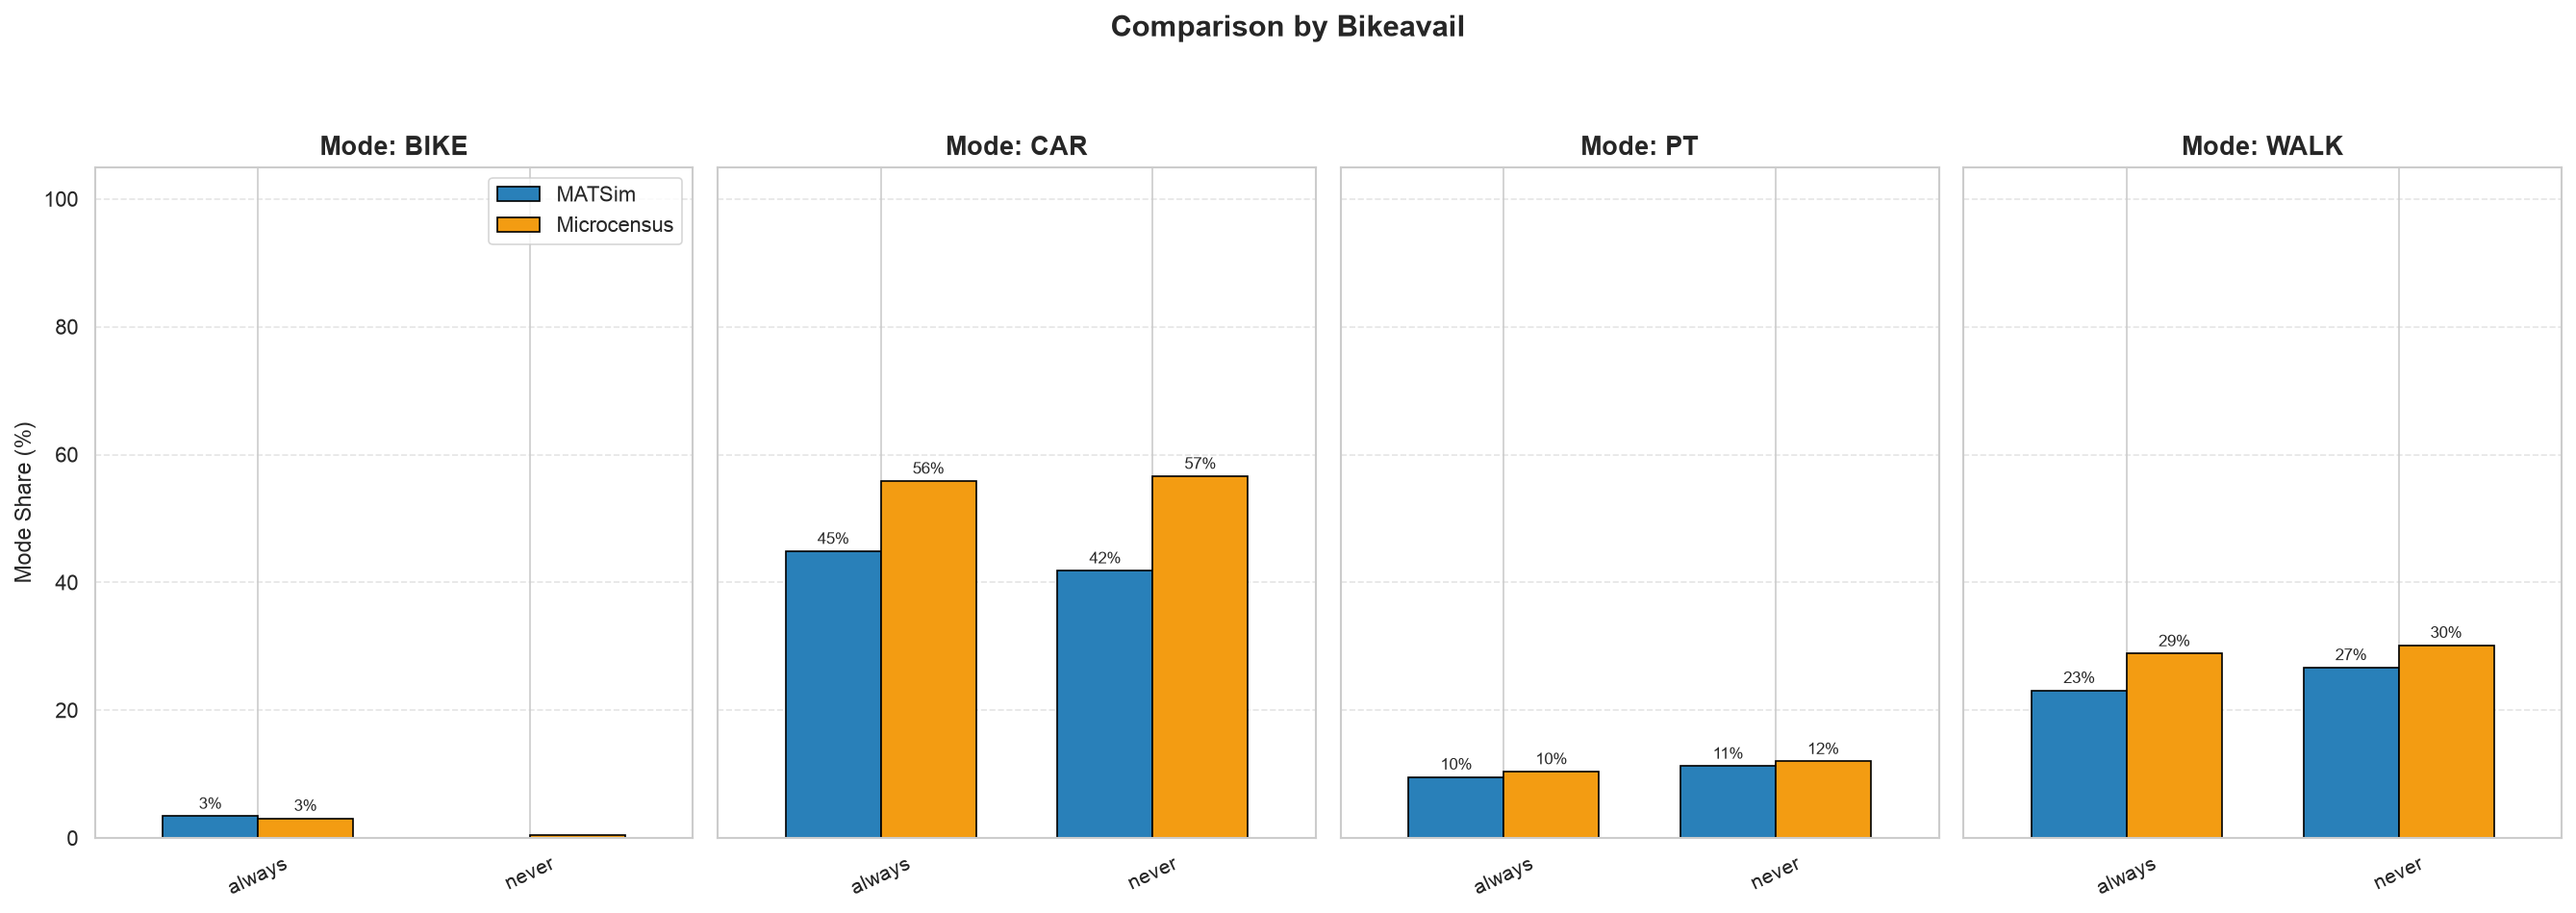 Comparison by Bikeavail
Mode: BIKE
Mode: CAR
Mode: PT
Mode: WALK
MATSim
Microcensus
Mode Share (%)
100
80
60
40
20
0
3%
3%
45%
56%
42%
57%
10%
10%
11%
12%
23%
29%
27%
30%
always
never
always
never
always
never
always
never